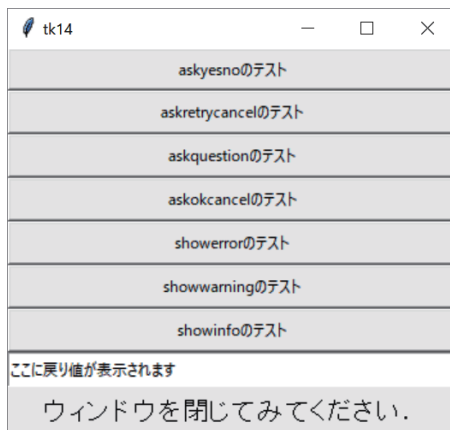 tk14
askyesnoのテスト
askretrycancelのテスト
askquestionのテスト
askokcancelのテスト
showerrorのテスト
showwarningのテスト
showinfoのテスト
ここに戻り値が表示されます
ウィンドウを閉じてみてください.